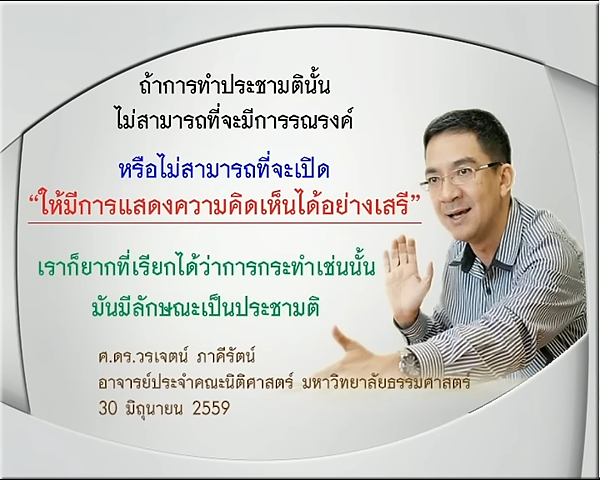 ถ้าการทำประชามตินั้น
ไม่สามารถที่จะมีการรณรงค์
หรือไม่สามารถที่จะเปิด
“ให้มีการแสดงความคิดเห็นได้อย่างเสรี”
เราก็ยากที่เรียกได้ว่าการกระทำเช่นนั้น
มันมีลักษณะเป็นประชามติ
ศ.ดร.วรเจตน์ ภาคีรัตน์
อาจารย์ประจำคณะนิติศาสตร์ มหาวิทยาลัยธรรมศาสตร์
30 มิถุนายน 2559